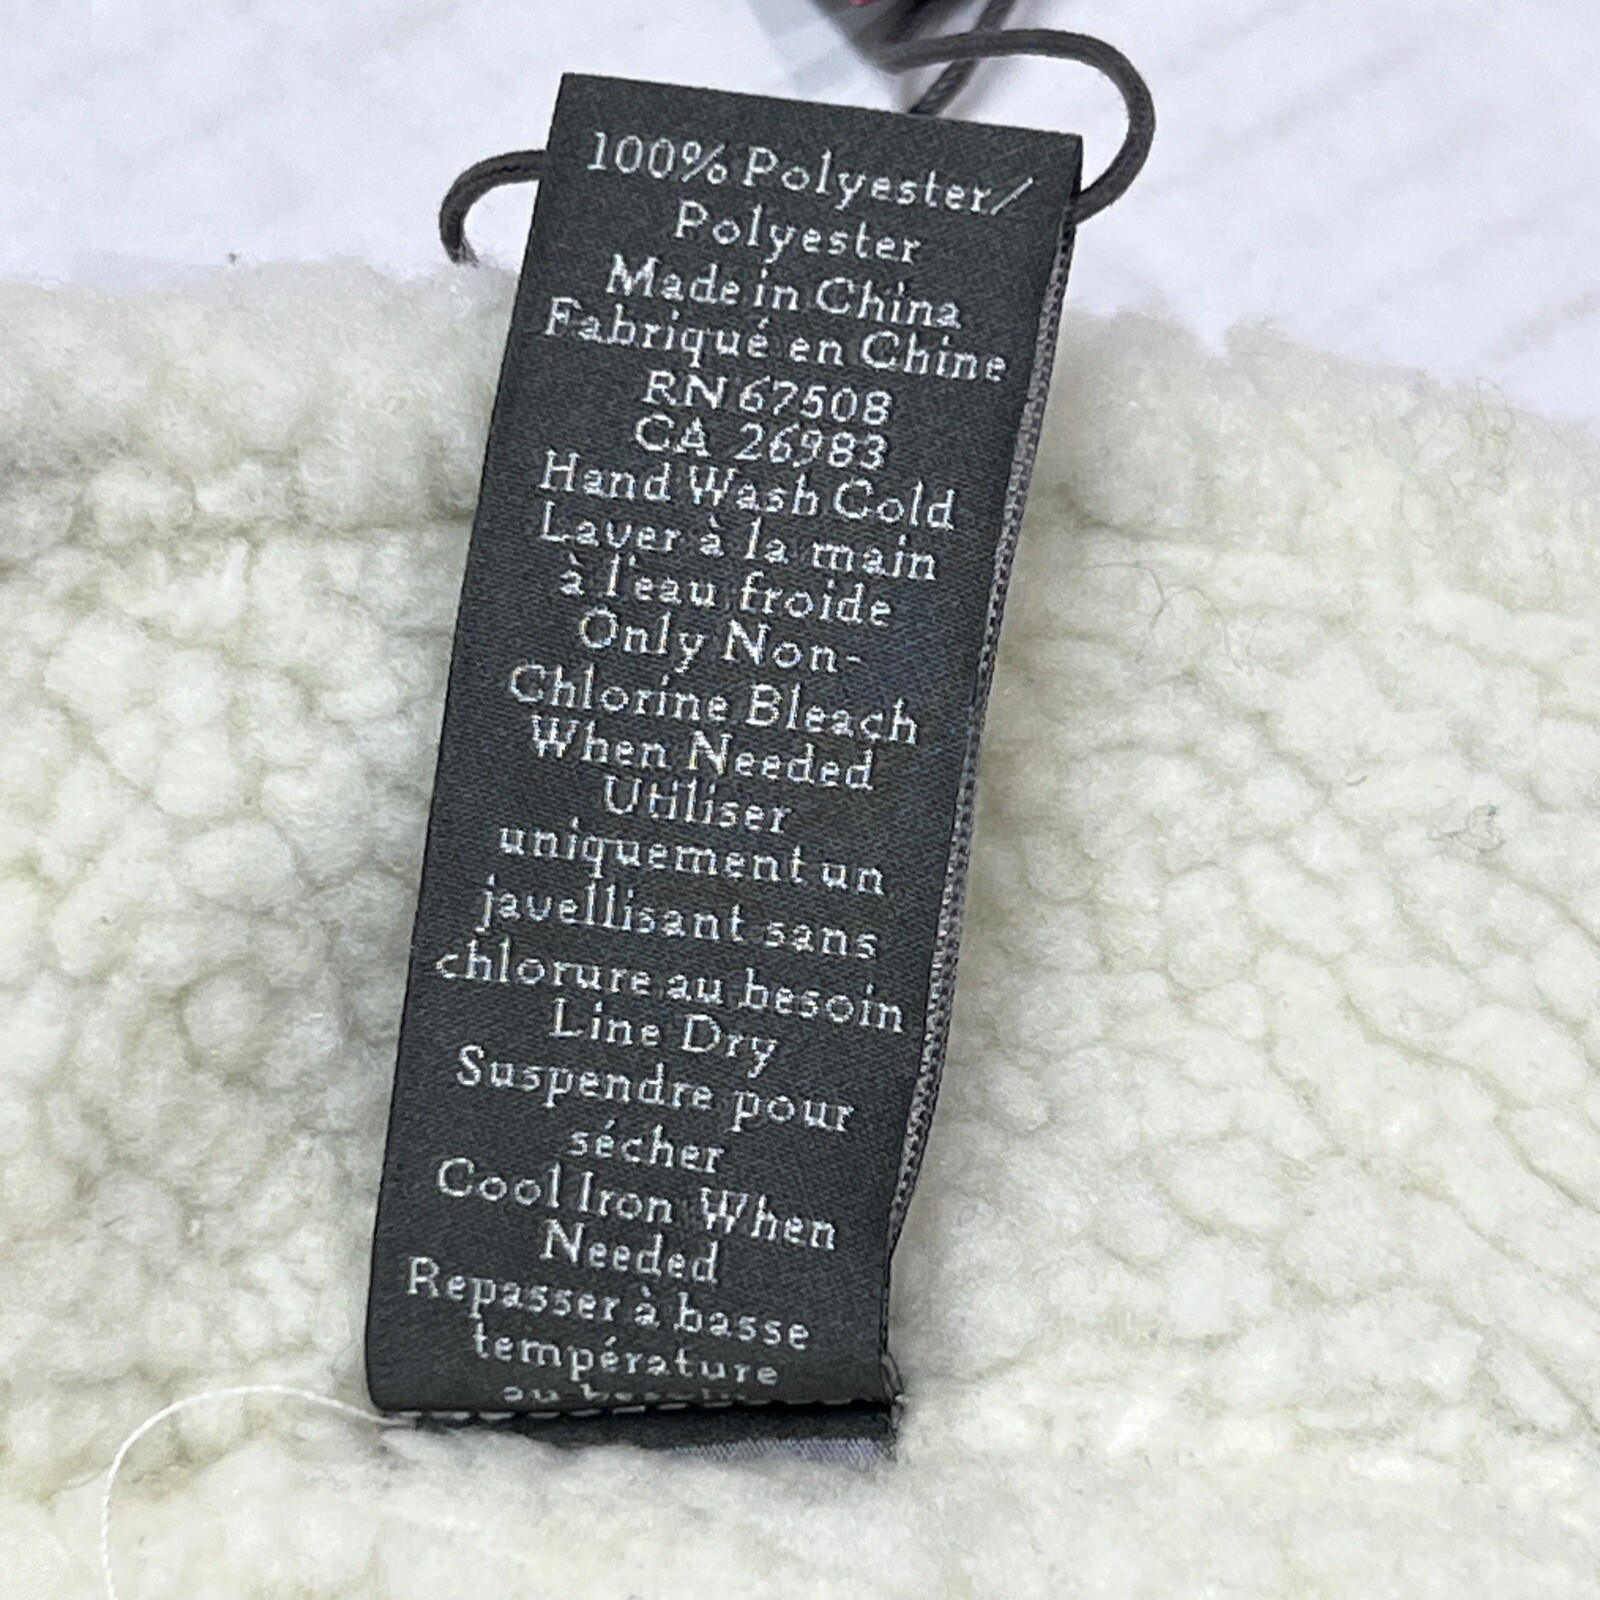 100% Polyester/
Polyester
Made in China
Fabriqué en Chine
RN 67508
CA 26983
Hand Wash Cold
Laver à la main
à l'eau froide
Only Non-
Chlorine Bleach
When Needed
Utiliser
uniquement un
javellisant sans
chlorure au besoin
Line Dry
Suspendre pour
sécher
Cool Iron When
Needed
Repasser à basse
température
au besoin